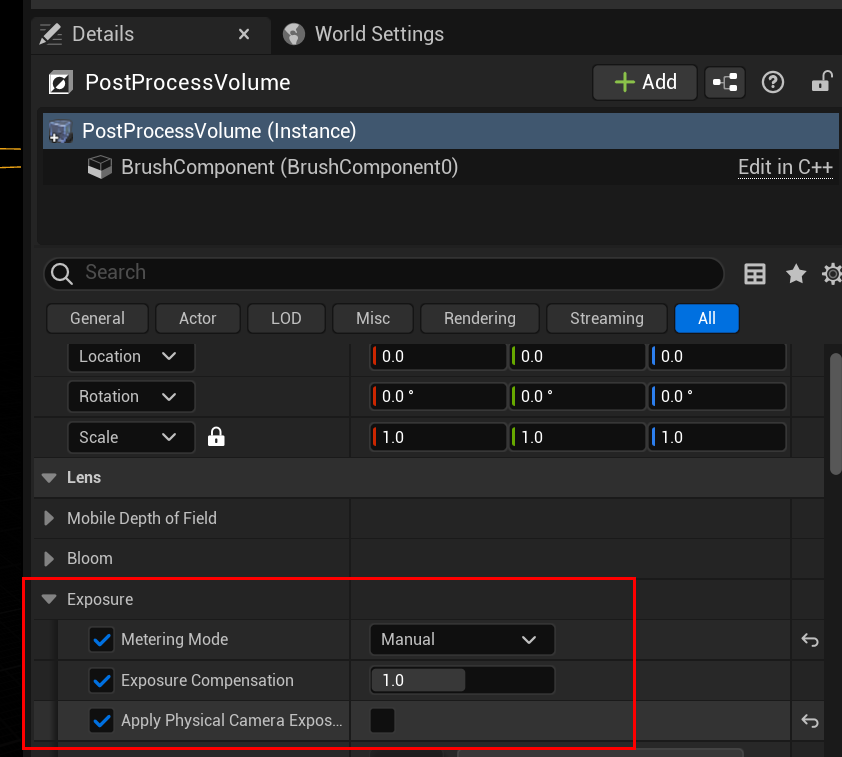 Details
World Settings
PostProcessVolume
Add
PostProcessVolume (Instance)
BrushComponent (BrushComponent0)
Edit in C++
Search
General
Actor
LOD
Misc
Rendering
Streaming
All
Location
0.0
0.0
0.0
Rotation
0.0 °
0.0 °
0.0 °
Scale
1.0
1.0
1.0
Lens
Mobile Depth of Field
Bloom
Exposure
Metering Mode
Manual
Exposure Compensation
1.0
Apply Physical Camera Expos...